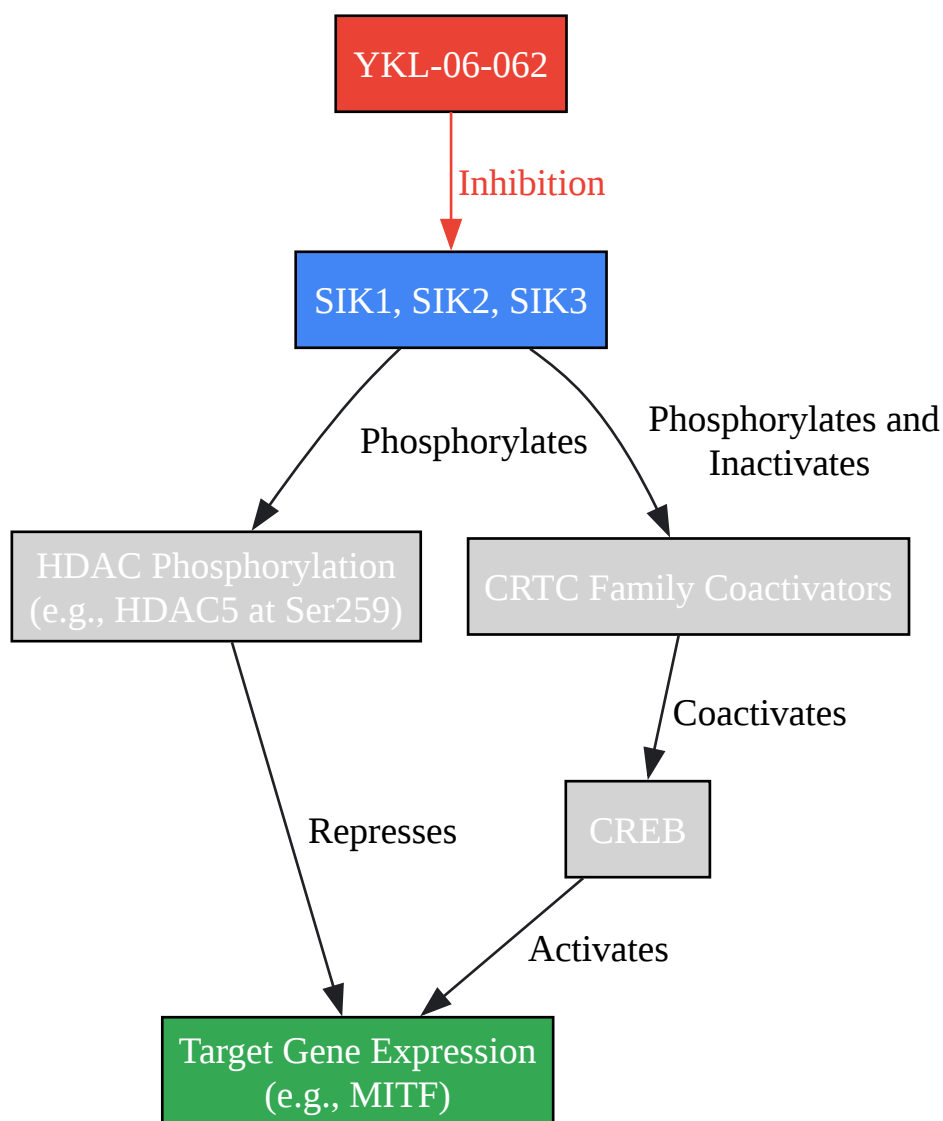 YKL-06-062
Inhibition
SIK1, SIK2, SIK3
Phosphorylates
Phosphorylates and
Inactivates
HDAC Phosphorylation
(e.g., HDAC5 at Ser259)
CRTC Family Coactivators
Coactivates
Represses
CREB
Activates
Target Gene Expression
(e.g., MITF)